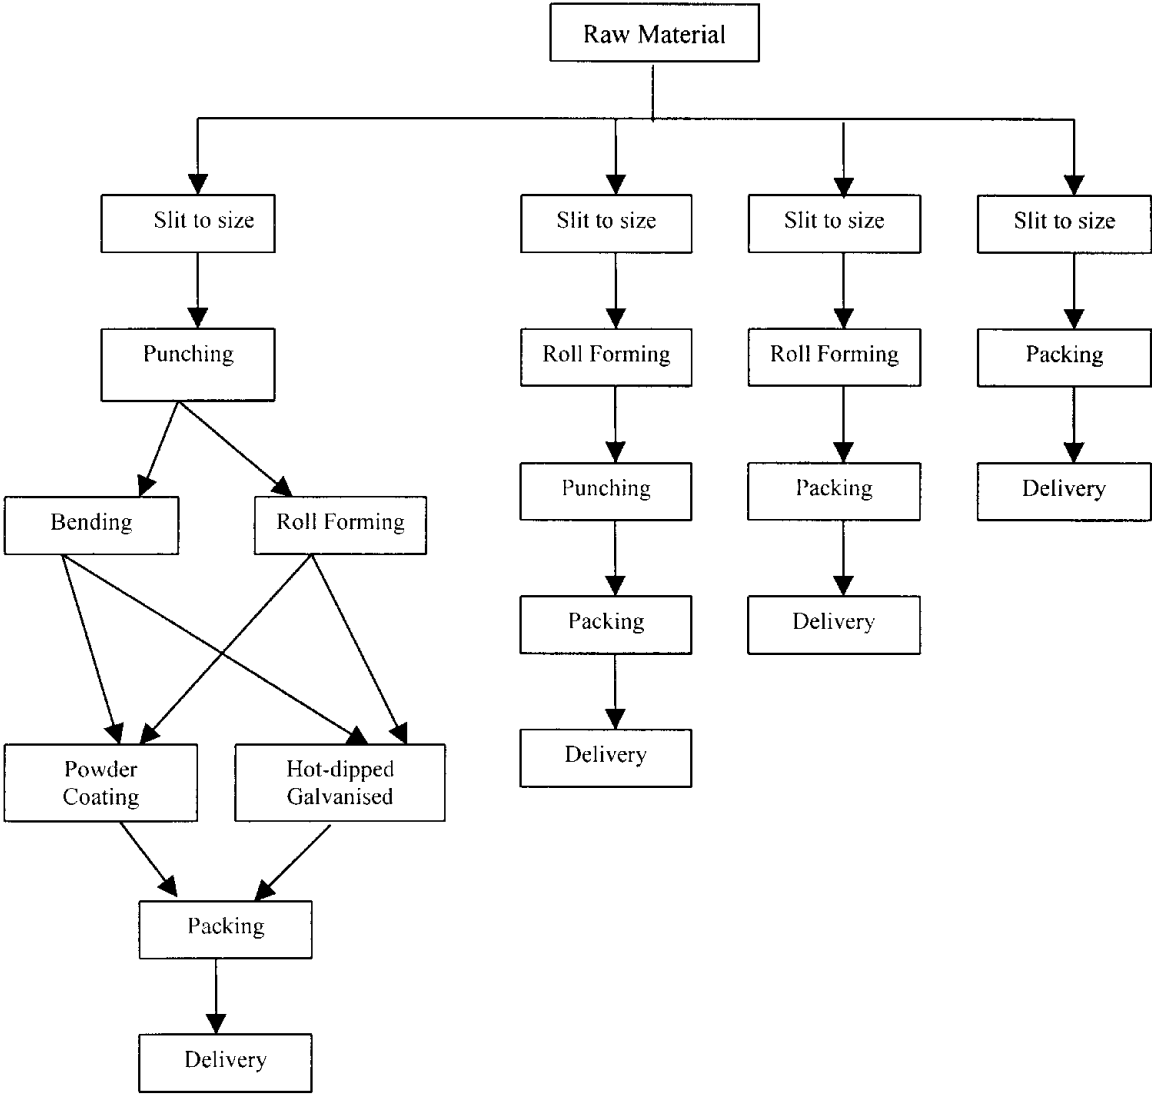 Raw Material
Slit to size
Slit to size
Slit to size
Slit to size
Punching
Roll Forming
Roll Forming
Packing
Bending
Roll Forming
Punching
Packing
Delivery
Packing
Delivery
Powder
Coating
Hot-dipped
Galvanised
Delivery
Packing
Delivery